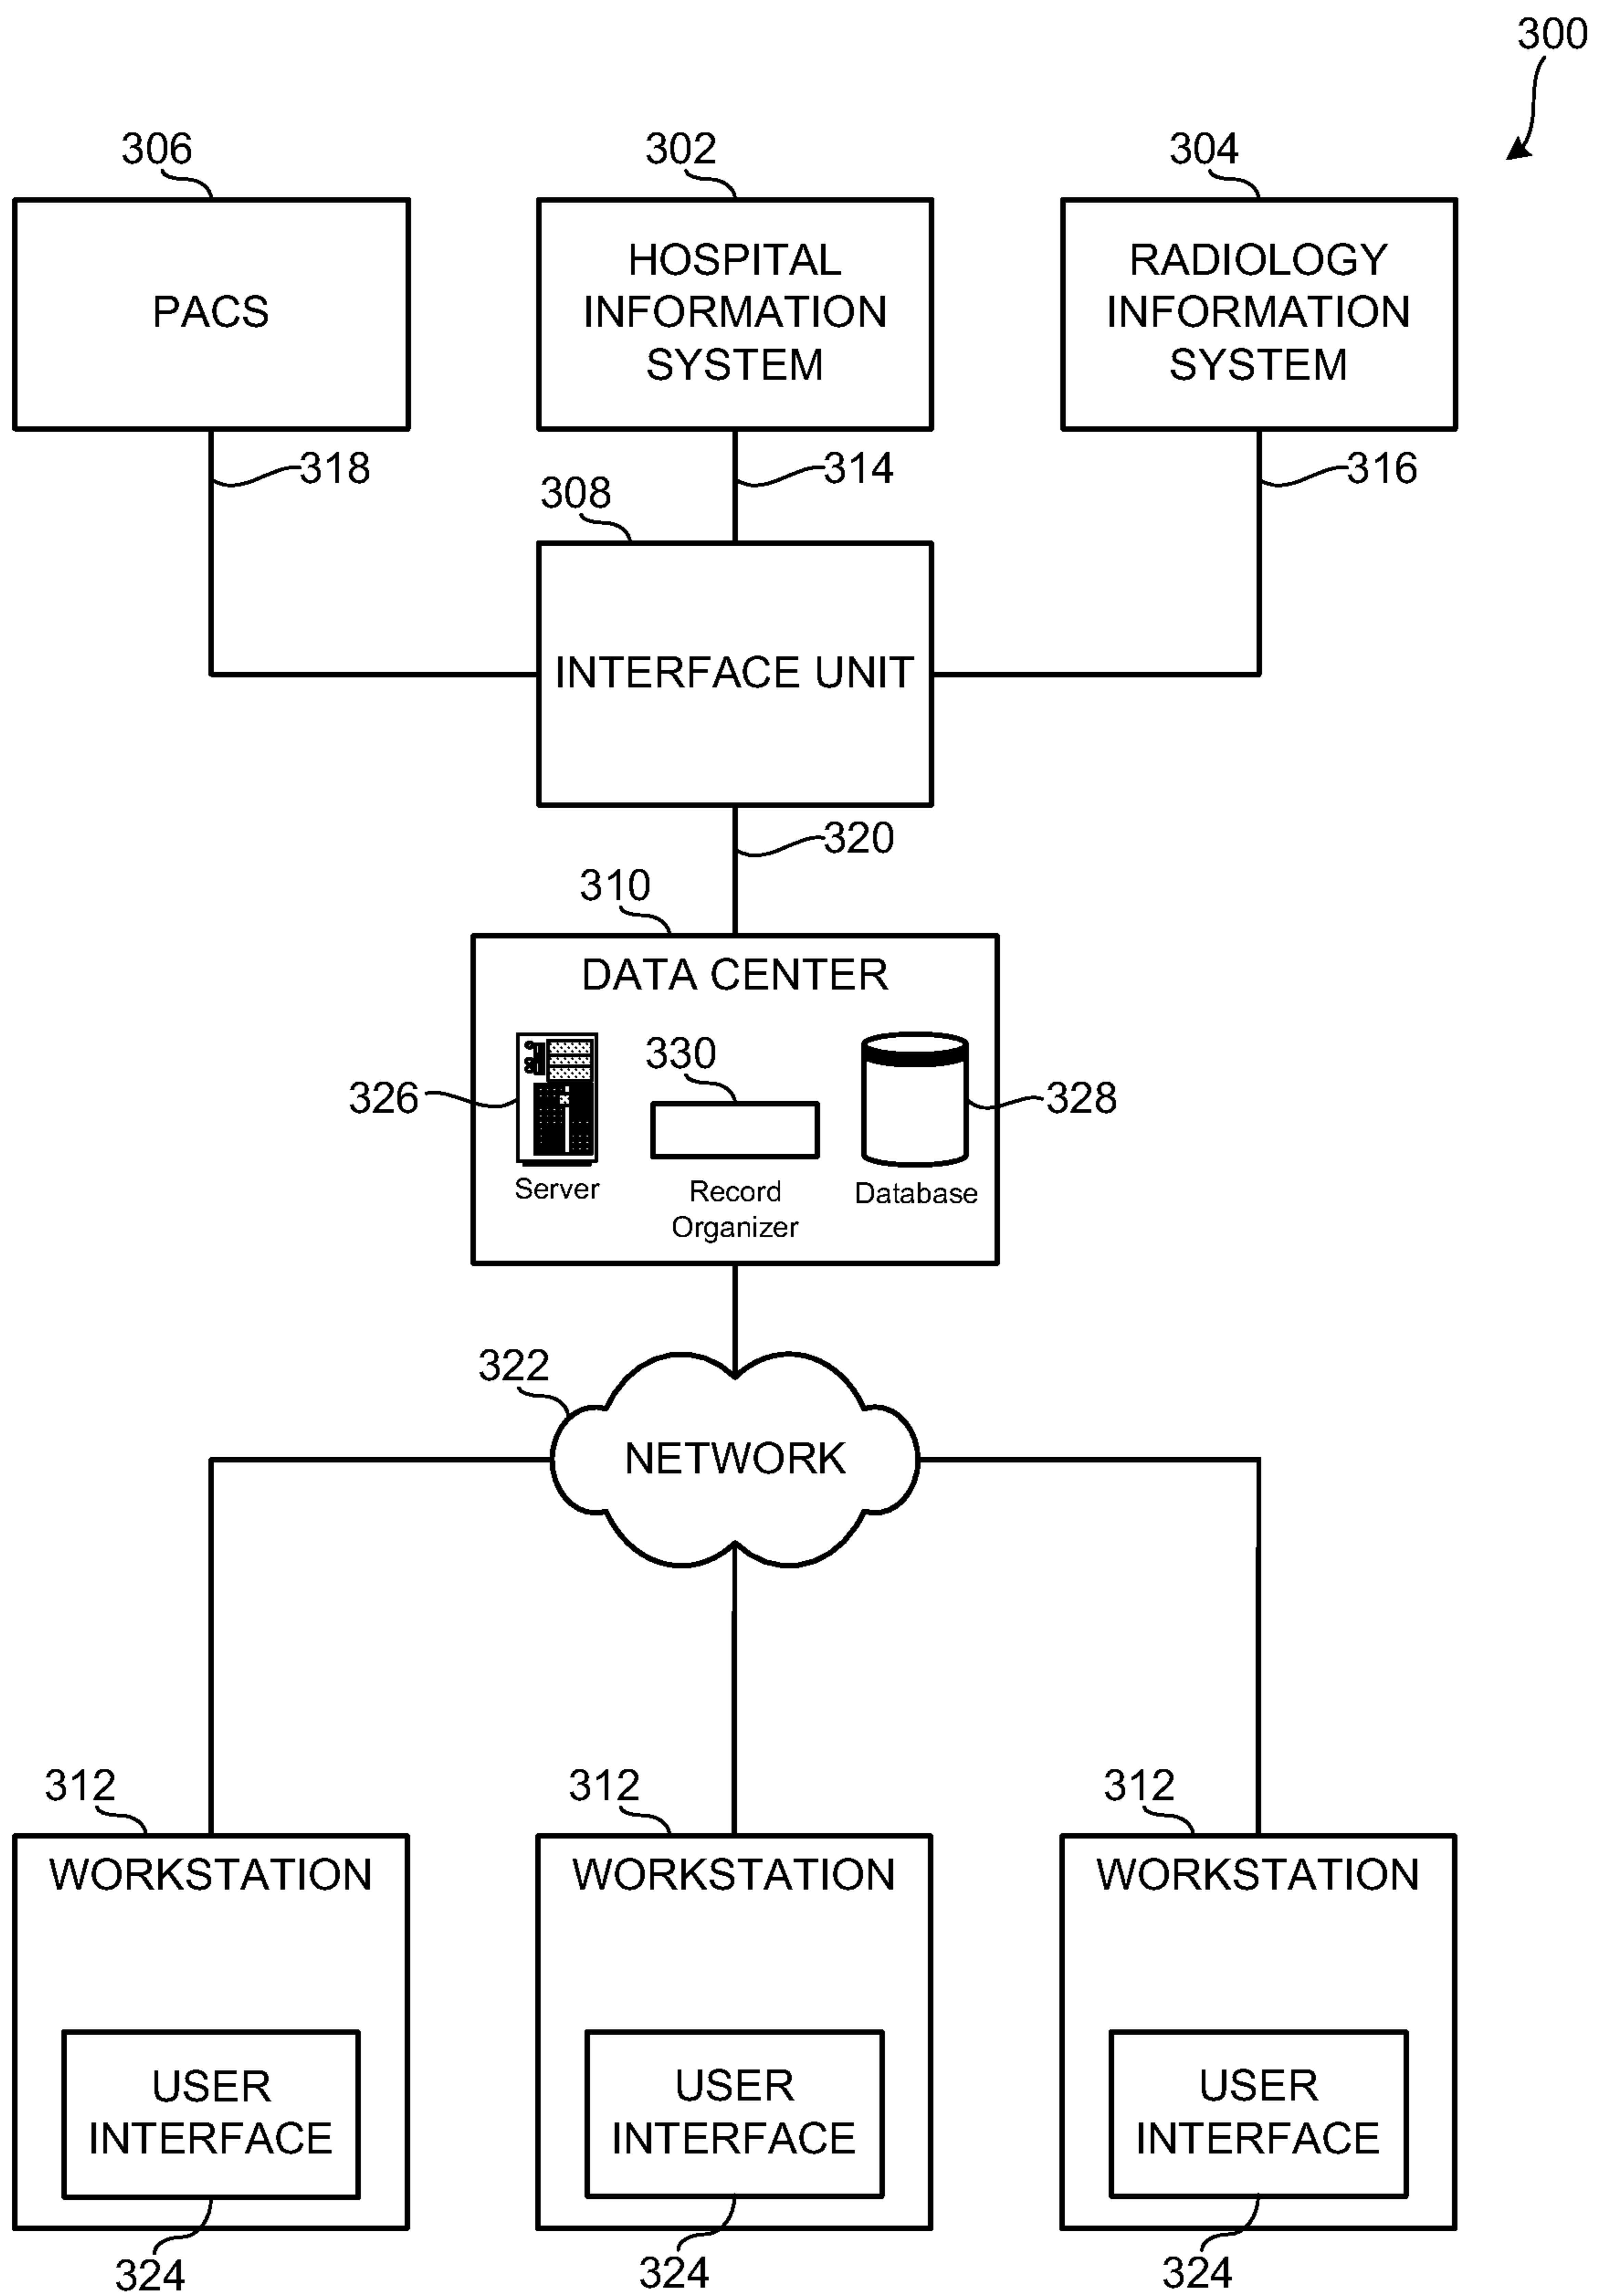 300
306
302
304
PACS
HOSPITAL
INFORMATION
SYSTEM
RADIOLOGY
INFORMATION
SYSTEM
318
314
316
308
INTERFACE UNIT
320
310
DATA CENTER
326
330
328
Server
Record
Organizer
Database
322
NETWORK
312
312
312
WORKSTATION
WORKSTATION
WORKSTATION
USER
INTERFACE
USER
INTERFACE
USER
INTERFACE
324
324
324